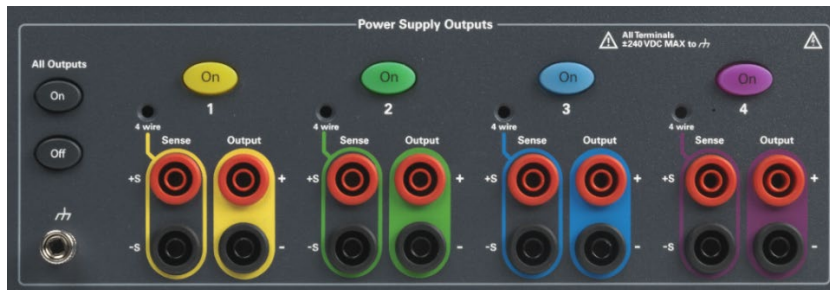 Power Supply Outputs
All Terminals
±240 VDC MAX to
All Outputs
On
Off
On
1
4 wire
Sense
Output
+S
+
-S
-
On
2
4 wire
Sense
Output
+S
+
-S
-
On
3
4 wire
Sense
Output
+S
+
-S
-
On
4
4 wire
Sense
Output
+S
+
-S
-